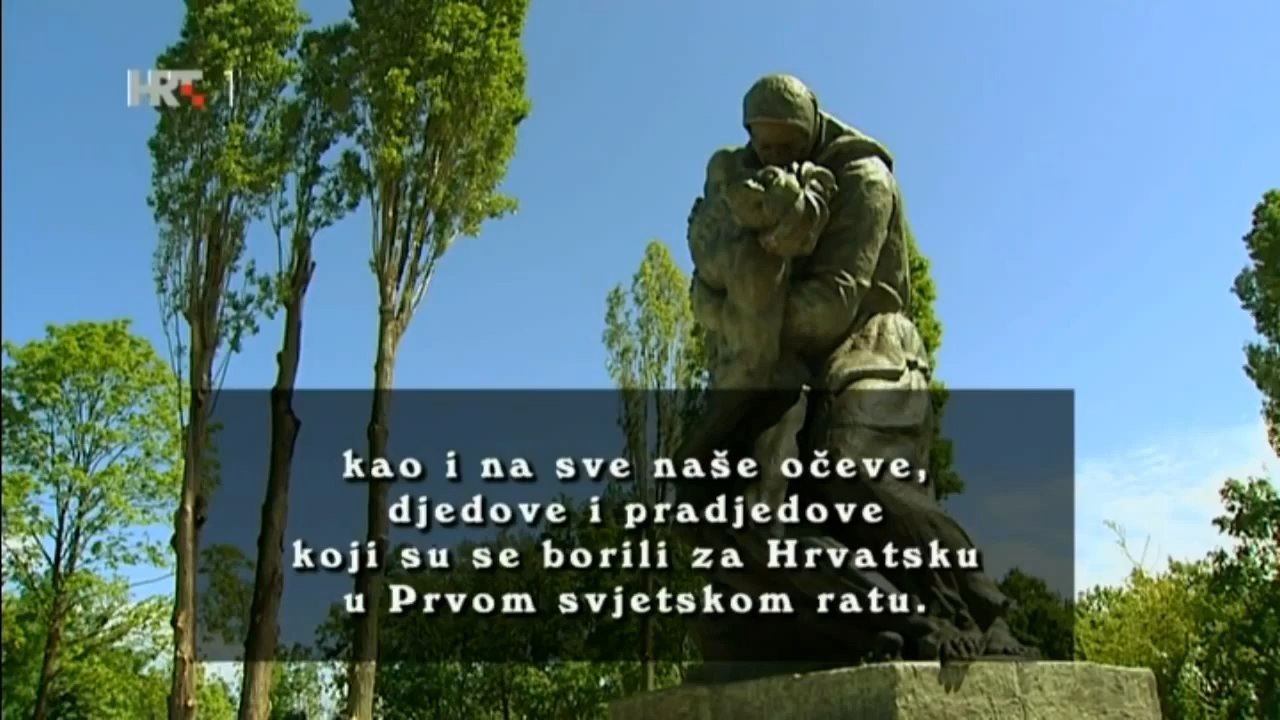 HRT 1
kao i na sve naše očeve,
djedove i pradjedove
koji su se borili za Hrvatsku
u Prvom svjetskom ratu.